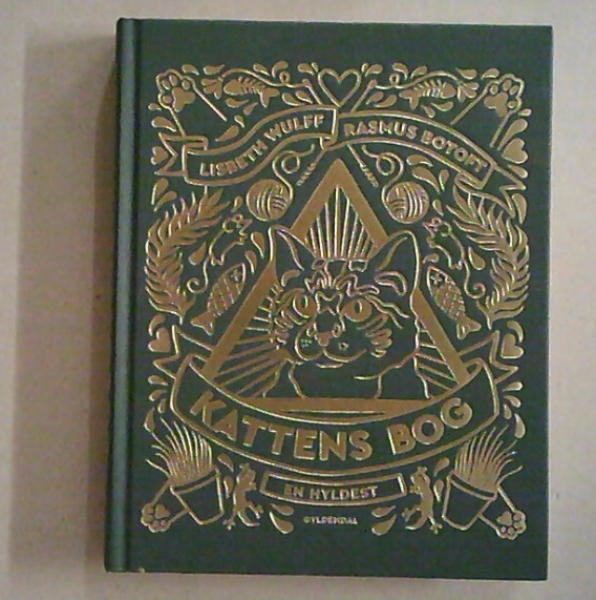 LISBETH WULFF
RASMUS BOTOFT
KATTENS BOG
EN HYLDEST
GYLDENDAL